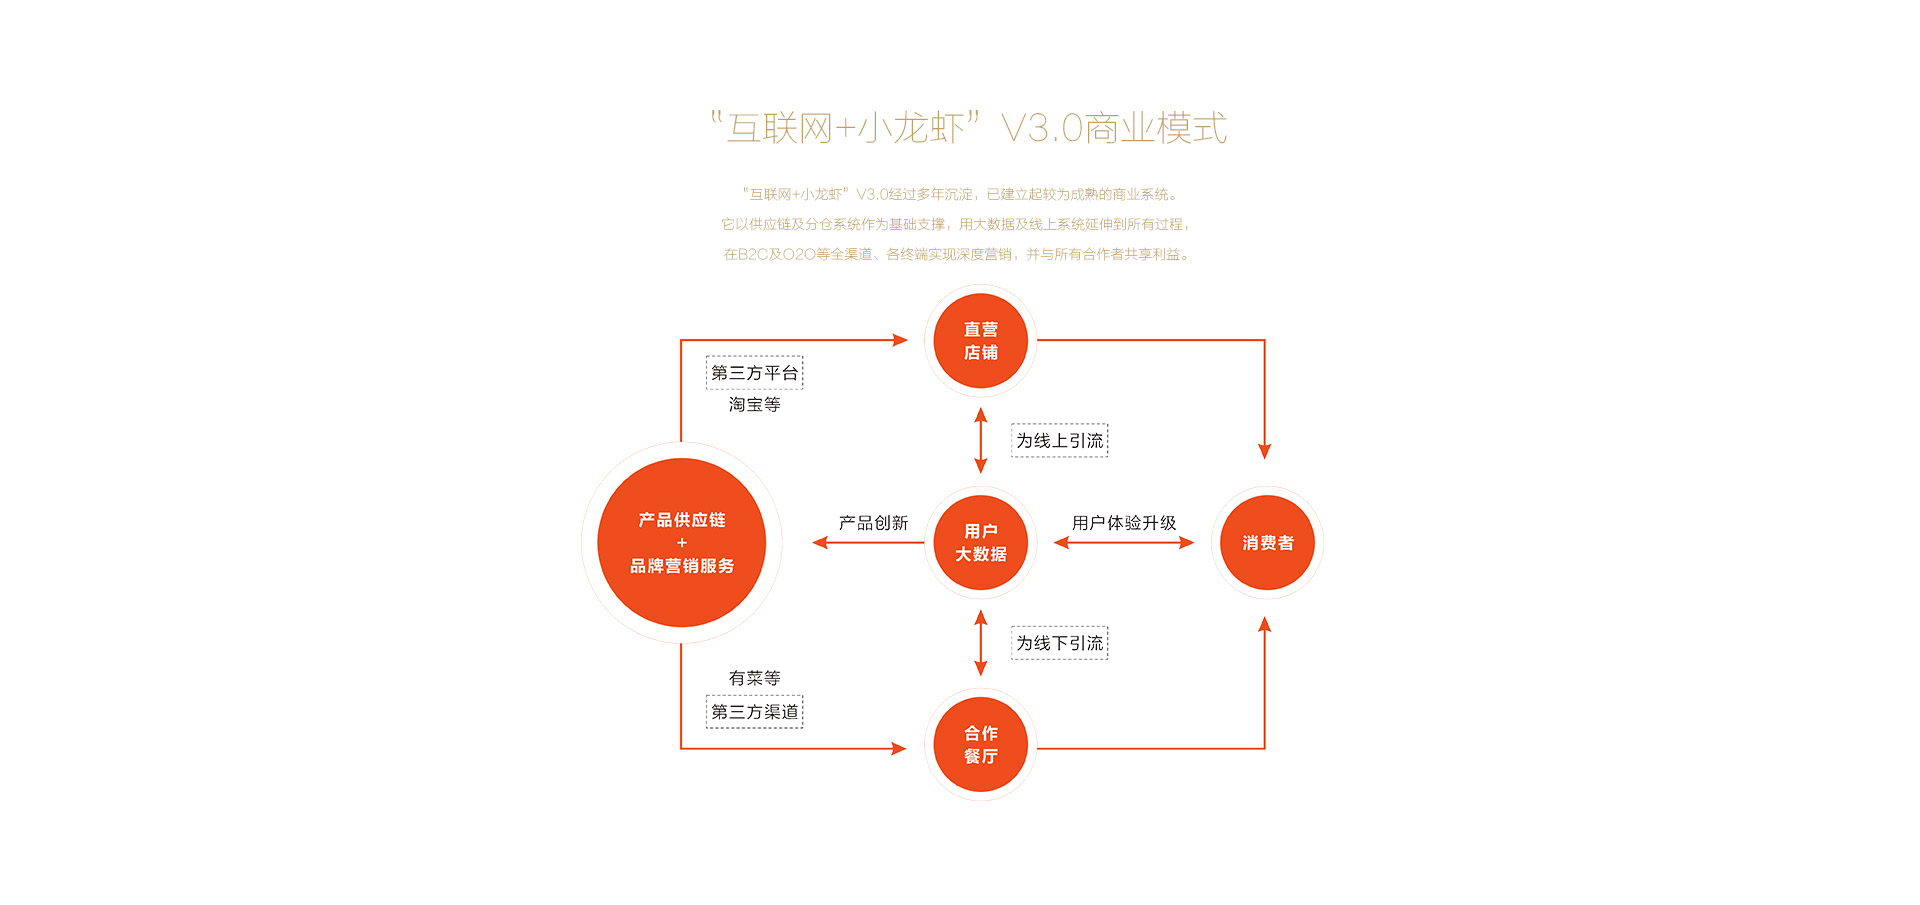 “互联网+小龙虾”V3.0商业模式
“互联网+小龙虾”V3.0经过多年沉淀，已建立起较为成熟的商业系统。
它以供应链及分仓系统作为基础支撑，用大数据及线上系统延伸到所有过程，
在B2C及O2O等全渠道、各终端实现深度营销，并与所有合作者共享利益。
直营
店铺
第三方平台
淘宝等
为线上引流
产品供应链
+
品牌营销服务
产品创新
用户
大数据
用户体验升级
消费者
为线下引流
有菜等
第三方渠道
合作
餐厅